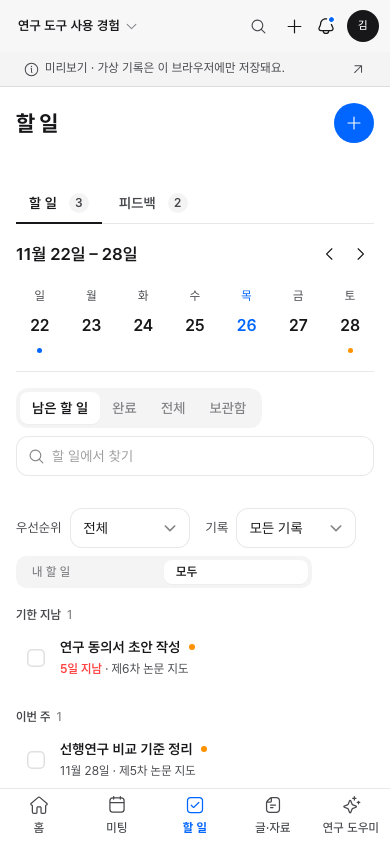 연구 도구 사용 경험
김
미리보기 · 가상 기록은 이 브라우저에만 저장돼요.
할 일
할 일 3 피드백 2
11월 22일 – 28일
일 월 화 수 목 금 토
22 23 24 25 26 27 28
남은 할 일 완료 전체 보관함
할 일에서 찾기
우선순위 전체 기록 모든 기록
내 할 일 모두
기한 지남 1
연구 동의서 초안 작성
5일 지남 · 제6차 논문 지도
이번 주 1
선행연구 비교 기준 정리
11월 28일 · 제5차 논문 지도
홈 미팅 할 일 글·자료 연구 도우미